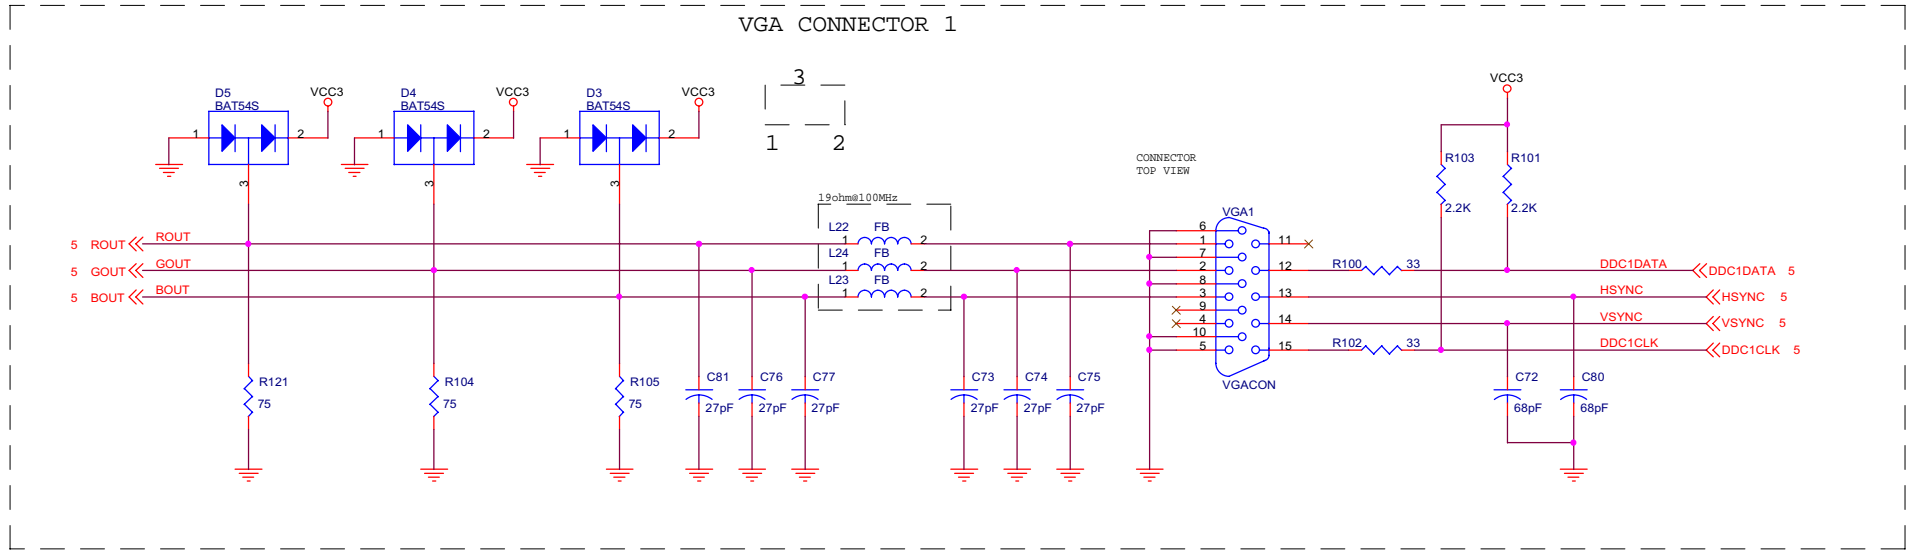 VGA CONNECTOR 1
D5
BAT54S
VCC3
1
2
3
D4
BAT54S
VCC3
1
2
3
D3
BAT54S
VCC3
1
2
3
3
1
2
CONNECTOR
TOP VIEW
VCC3
R103
2.2K
R101
2.2K
19ohm@100MHz
5 ROUT
ROUT
5 GOUT
GOUT
5 BOUT
BOUT
L22 FB
1 2
L24 FB
1 2
L23 FB
1 2
VGA1
6
1
7
2
8
3
9
4
10
5
11
12
13
14
15
VGACON
R100 33
R102 33
DDC1DATA
DDC1DATA 5
HSYNC
HSYNC 5
VSYNC
VSYNC 5
DDC1CLK
DDC1CLK 5
R121
75
R104
75
R105
75
C81
27pF
C76
27pF
C77
27pF
C73
27pF
C74
27pF
C75
27pF
C72
68pF
C80
68pF